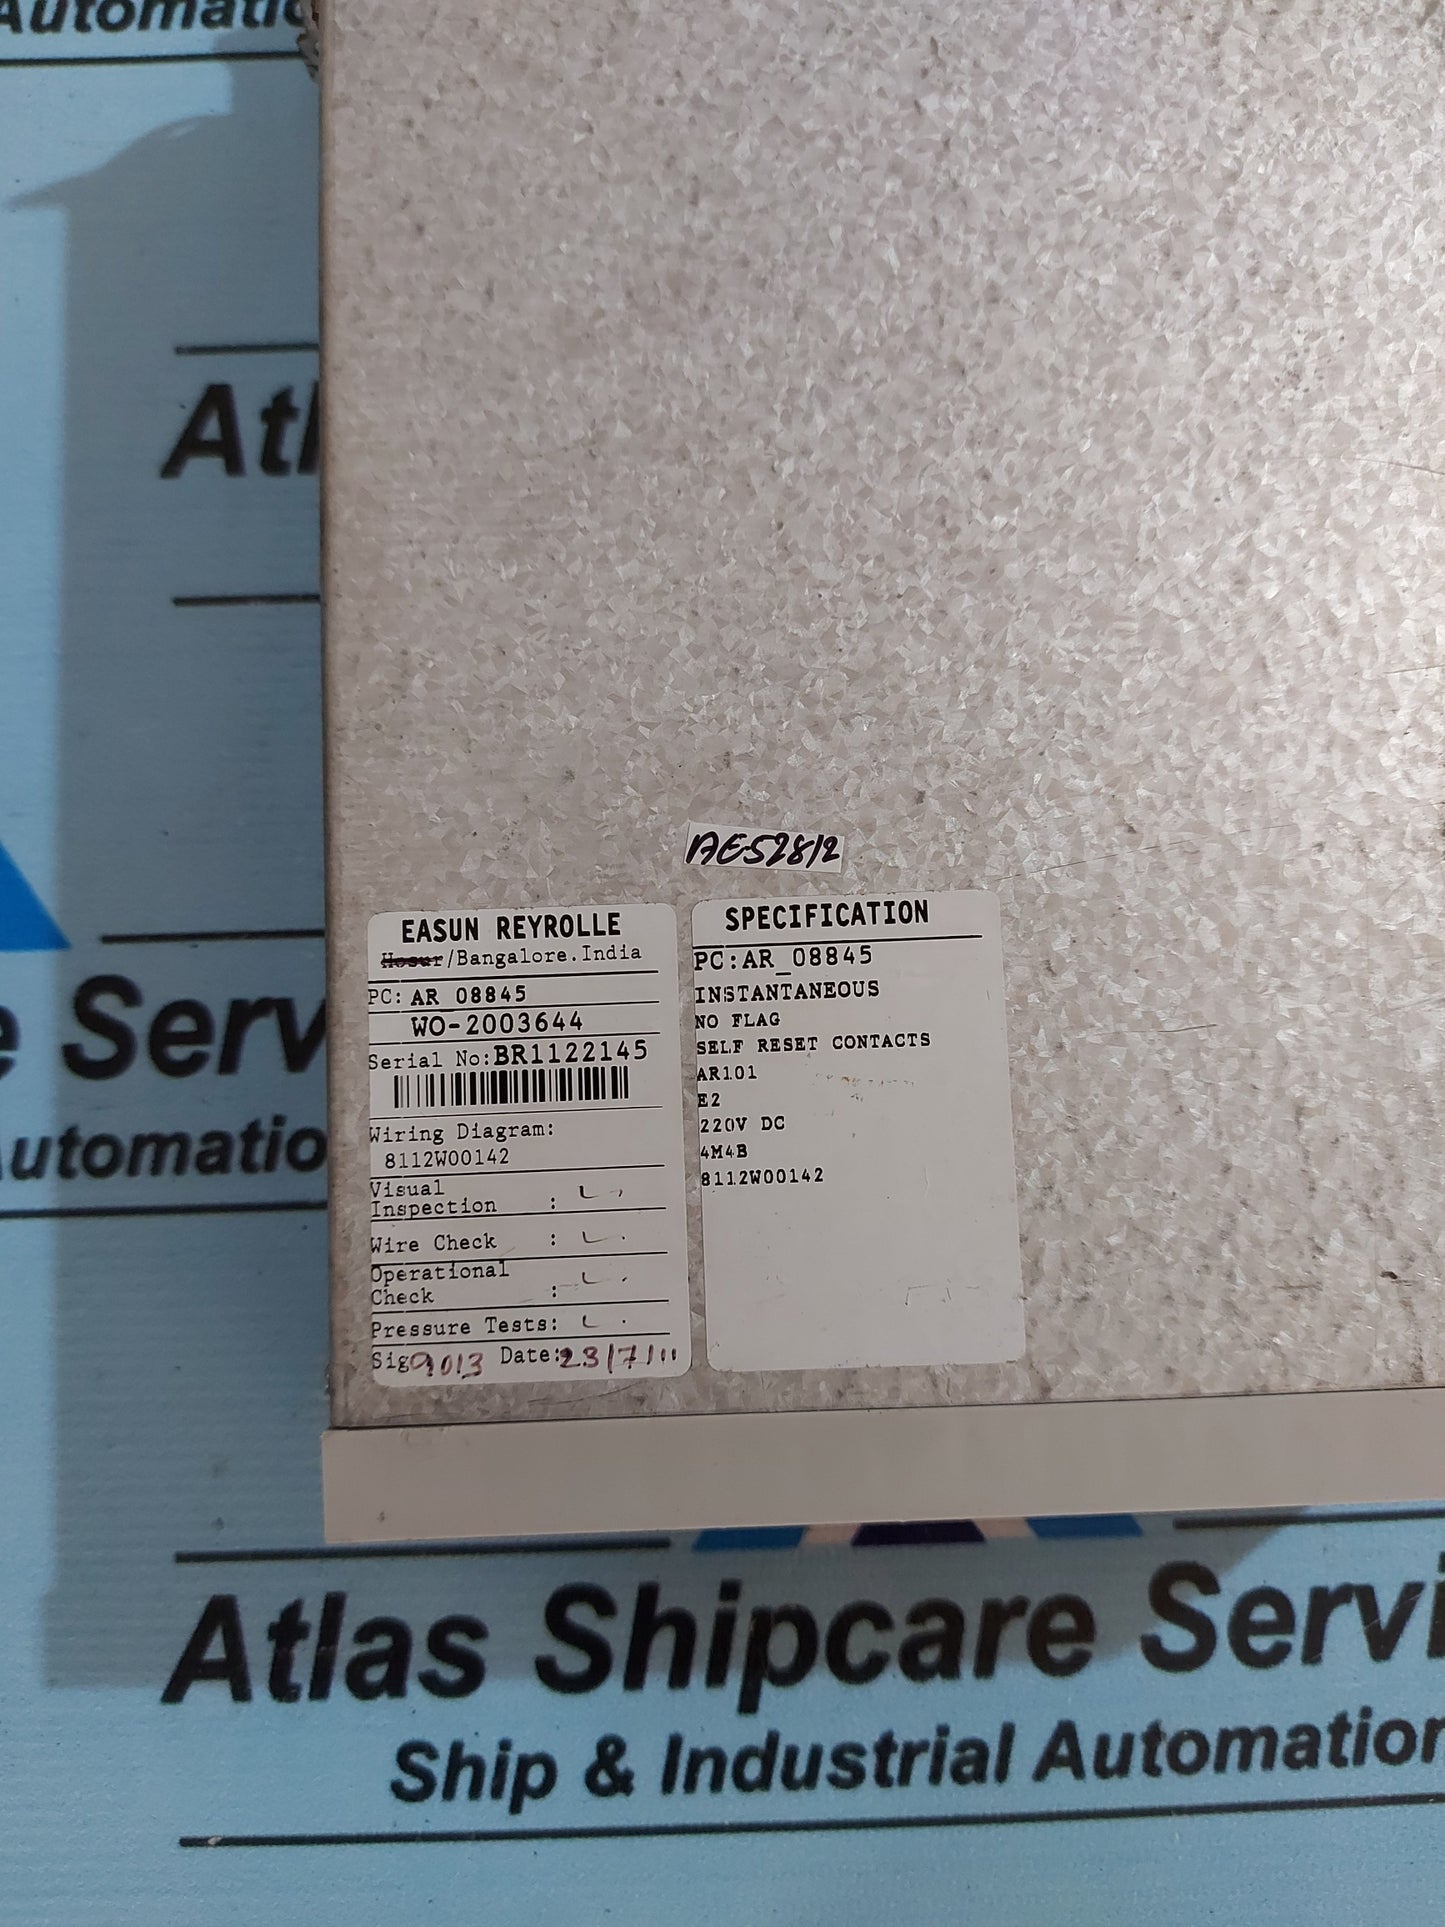 Automatic
Atl
AE52812
EASUN REYROLLE
Hosur/Bangalore.India
PC: AR 08845
WO-2003644
Serial No:BR1122145
Wiring Diagram:
8112W00142
Visual
Inspection :
Wire Check :
Operational
Check :
Pressure Tests:
Sig 9013 Date:23/7/11
SPECIFICATION
PC:AR_08845
INSTANTANEOUS
NO FLAG
SELF RESET CONTACTS
AR101
E2
220V DC
4M4B
8112W00142
e Serv
Automatio
Atlas Shipcare Servi
Ship & Industrial Automation